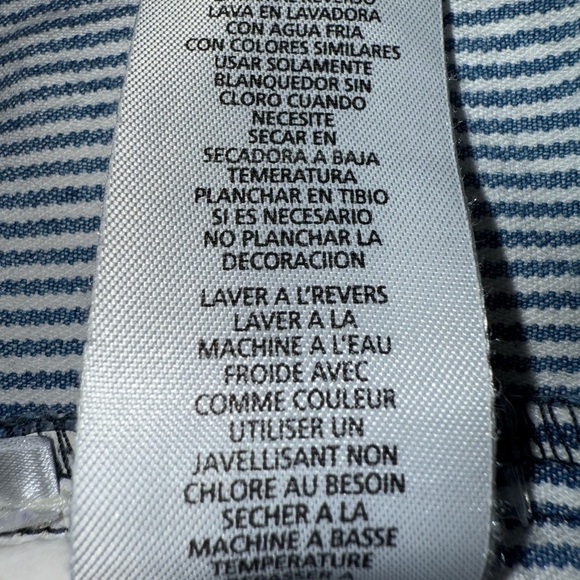 LAVA EN LAVADORA
CON AGUA FRIA
CON COLORES SIMILARES
USAR SOLAMENTE
BLANQUEDOR SIN
CLORO CUANDO
NECESITE
SECAR EN
SECADORA A BAJA
TEMERATURA
PLANCHAR EN TIBIO
SI ES NECESARIO
NO PLANCHAR LA
DECORACIION
LAVER A L'REVERS
LAVER A LA
MACHINE A L'EAU
FROIDE AVEC
COMME COULEUR
UTILISER UN
JAVELLISANT NON
CHLORE AU BESOIN
SECHER A LA
MACHINE A BASSE
TEMPERATURE